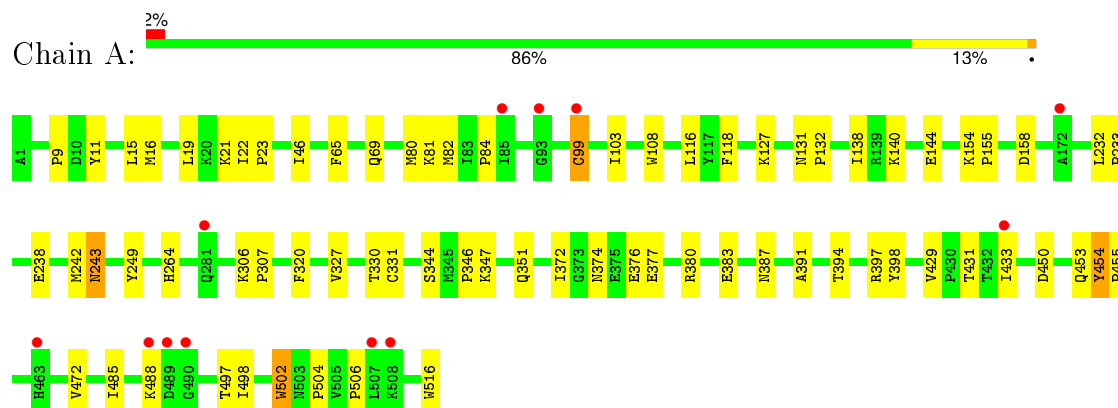 2%
Chain A:
86% 13% •
A1 P9 D10 Y11 L15 M16 L19 K20 K21 I22 P23 I46 F65 Q69 M80 K81 M82 I83 P84 I85 G93 C99 I103 W108 L116 Y117 F118 K127 N131 P132 I138 R139 K140 E144 K154 P155 D158 A172 L232 P233
E238 M242 N243 Y249 H264 Q281 K306 P307 F320 V327 T330 C331 S344 M345 P346 K347 Q351 I372 G373 N374 E375 E376 E377 R380 E383 N387 A391 T394 R397 Y398 V429 P430 T431 T432 I433 D450 Q453 Y454 P455
H463 V472 I485 K488 D489 G490 T497 I498 W502 N503 P504 V505 P506 L507 K508 W516